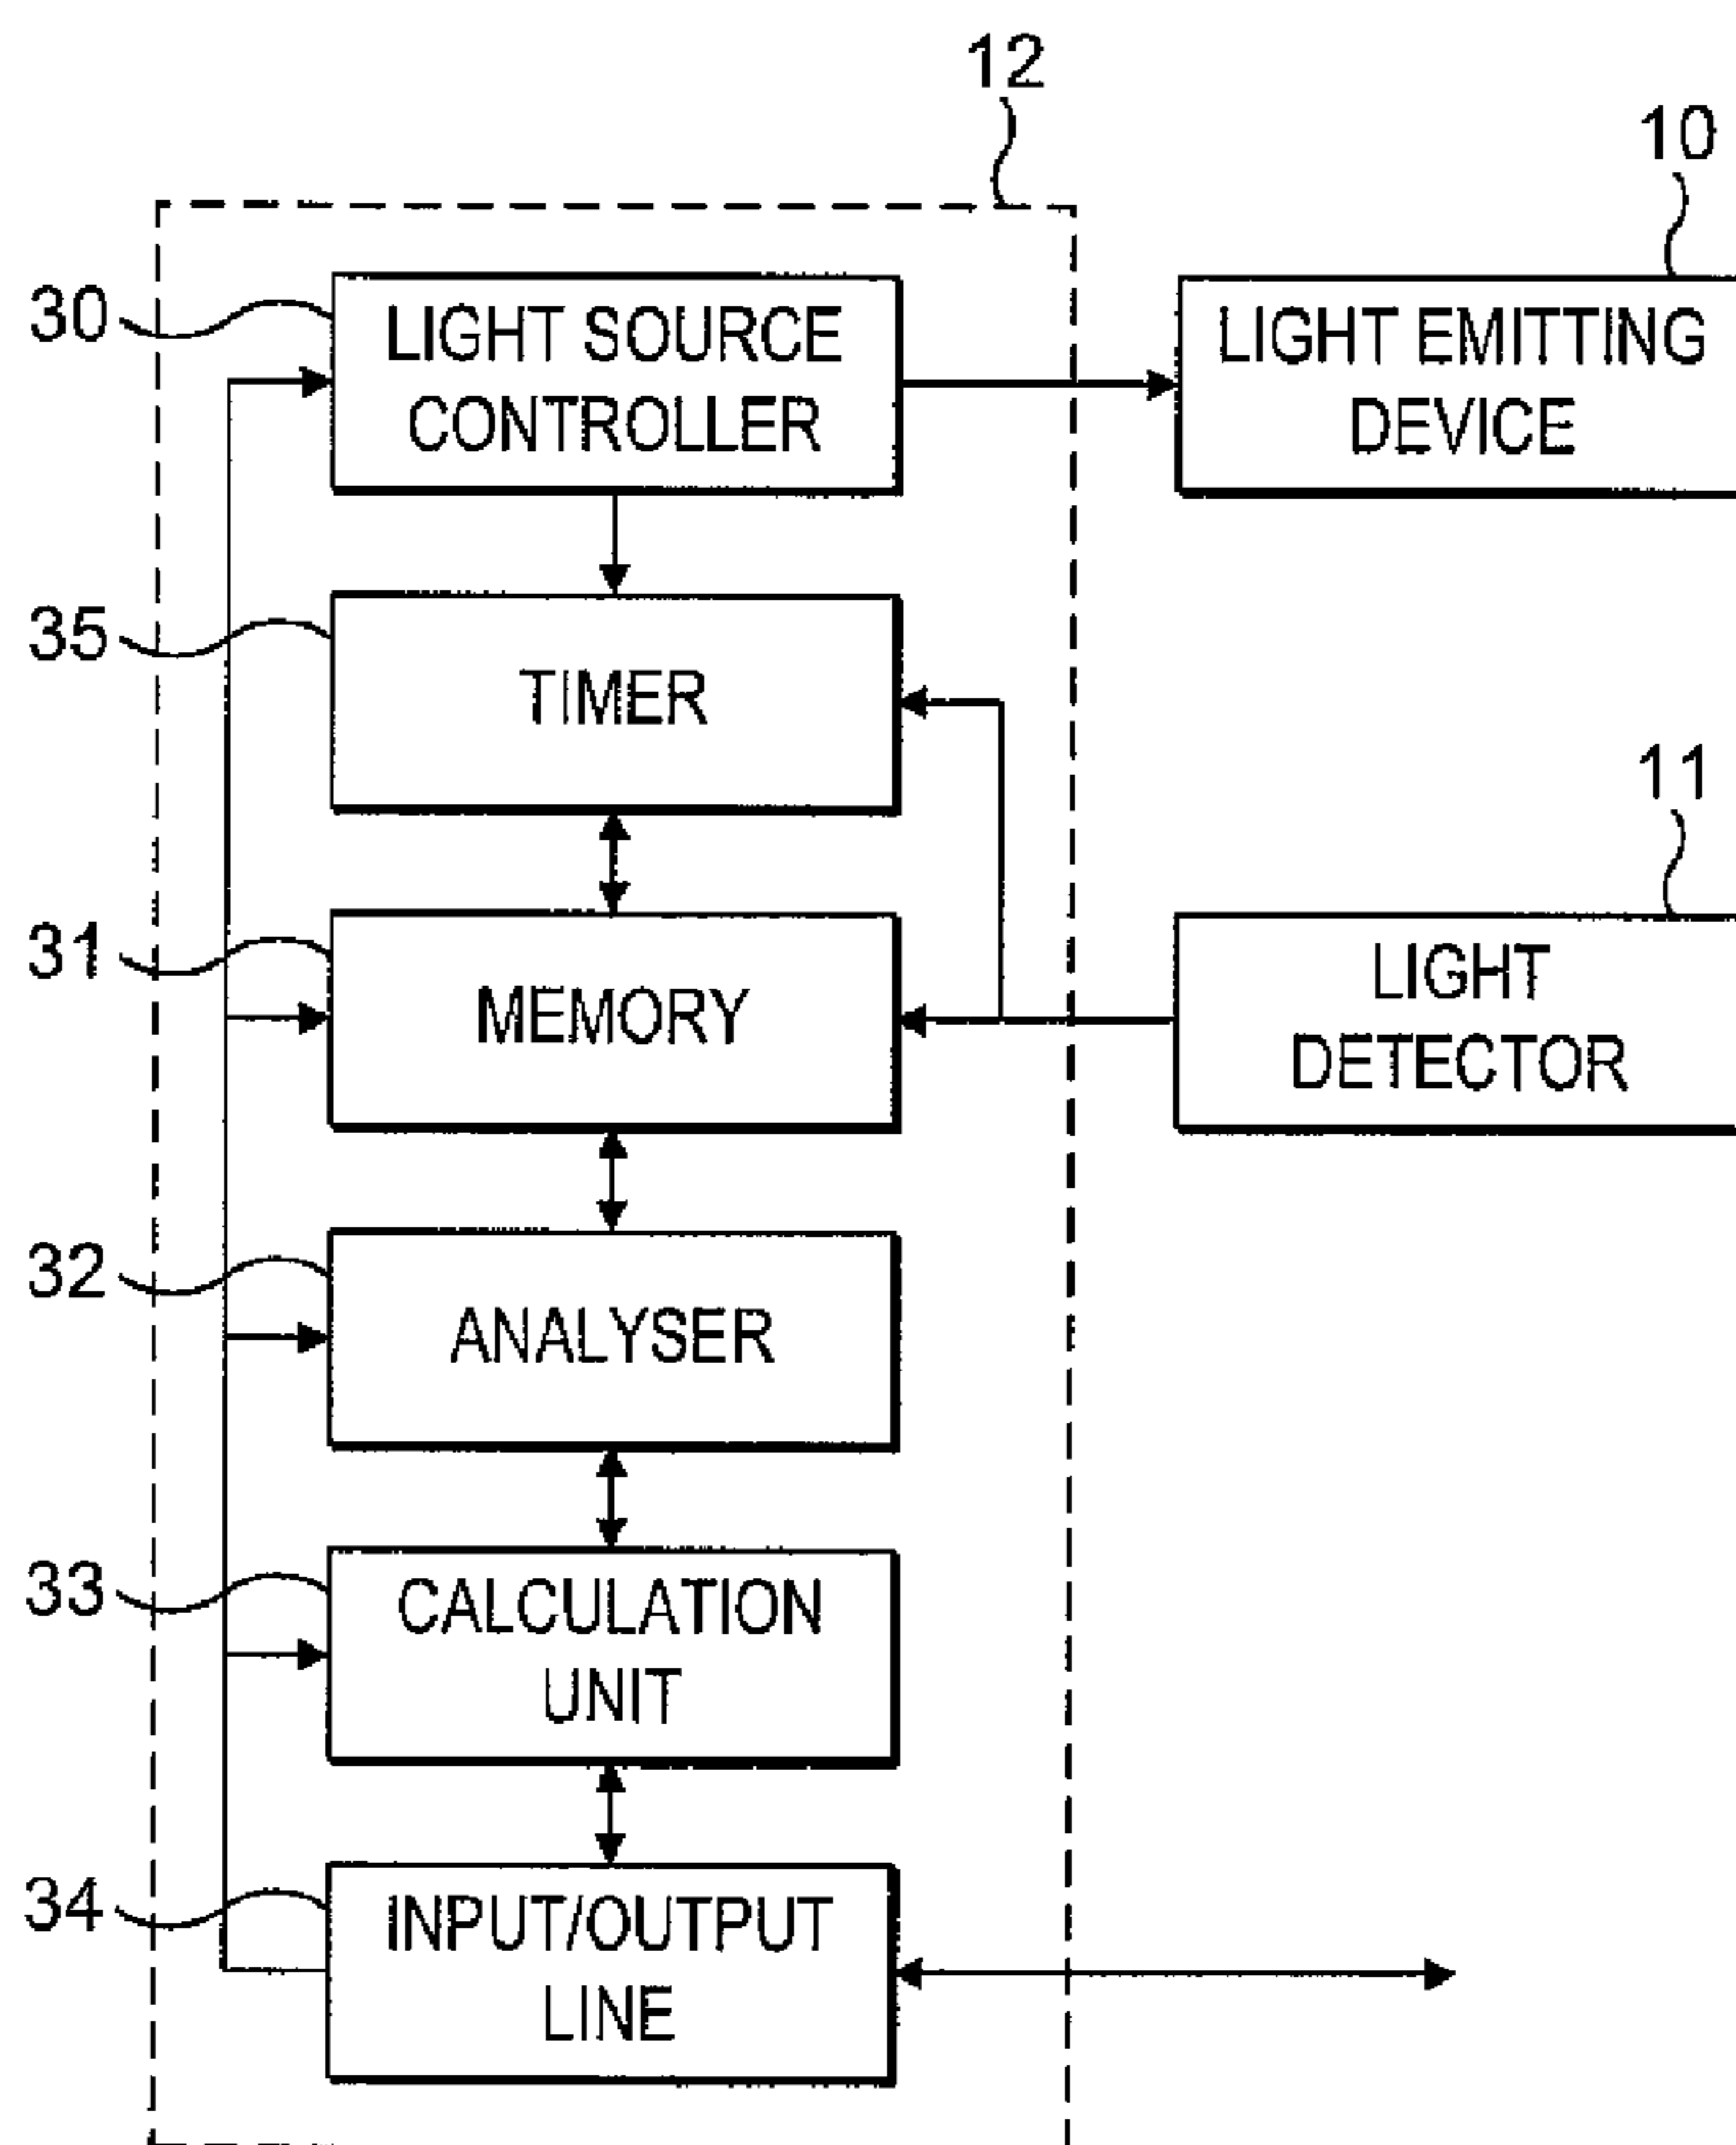 12
10
30
LIGHT SOURCE
CONTROLLER
LIGHT EMITTING
DEVICE
35
TIMER
11
31
MEMORY
LIGHT
DETECTOR
32
ANALYSER
33
CALCULATION
UNIT
34
INPUT/OUTPUT
LINE